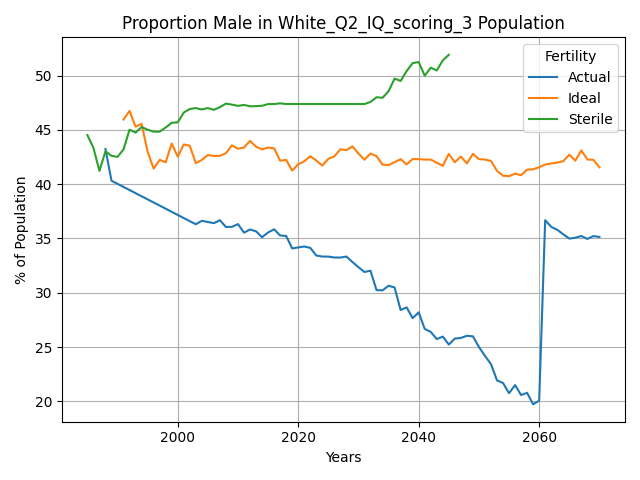 Proportion Male in White_Q2_IQ_scoring_3 Population
Fertility
Actual
Ideal
Sterile
% of Population
50
45
40
35
30
25
20
2000
2020
2040
2060
Years